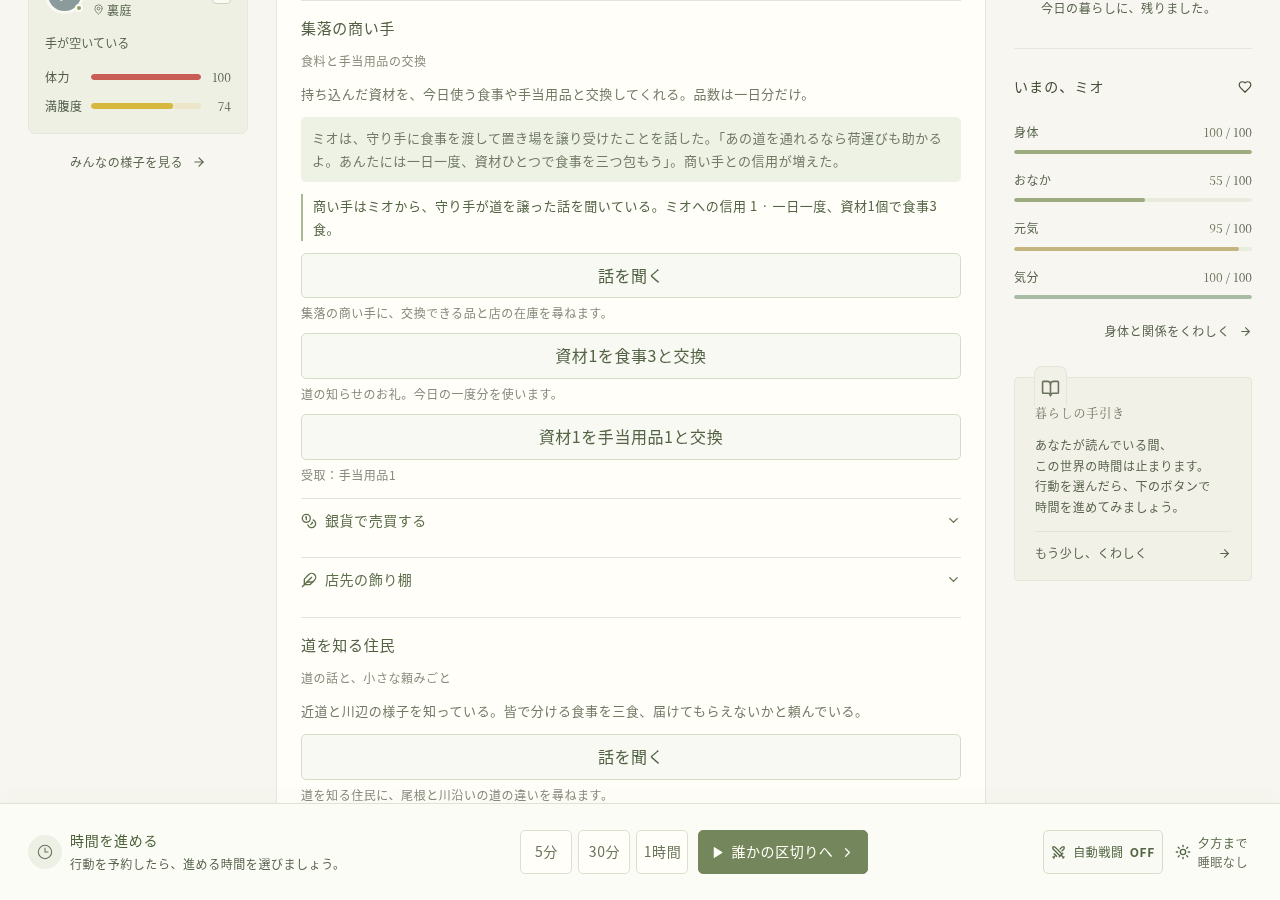 裏庭
手が空いている
体力 100
満腹度 74
みんなの様子を見る
集落の商い手
食料と手当用品の交換
持ち込んだ資材を、今日使う食事や手当用品と交換してくれる。品数は一日分だけ。
ミオは、守り手に食事を渡して置き場を譲り受けたことを話した。「あの道を通れるなら荷運びも助かる
よ。あんたには一日一度、資材ひとつで食事を三つ包もう」。商い手との信用が増えた。
商い手はミオから、守り手が道を譲った話を聞いている。ミオへの信用 1・一日一度、資材1個で食事3
食。
話を聞く
集落の商い手に、交換できる品と店の在庫を尋ねます。
資材1を食事3と交換
道の知らせのお礼。今日の一度分を使います。
資材1を手当用品1と交換
受取：手当用品1
銀貨で売買する
店先の飾り棚
道を知る住民
道の話と、小さな頼みごと
近道と川辺の様子を知っている。皆で分ける食事を三食、届けてもらえないかと頼んでいる。
話を聞く
道を知る住民に、尾根と川沿いの道の違いを尋ねます。
今日の暮らしに、残りました。
いまの、ミオ
身体 100 / 100
おなか 55 / 100
元気 95 / 100
気分 100 / 100
身体と関係をくわしく
暮らしの手引き
あなたが読んでいる間、
この世界の時間は止まります。
行動を選んだら、下のボタンで
時間を進めてみましょう。
もう少し、くわしく
時間を進める
行動を予約したら、進める時間を選びましょう。
5分
30分
1時間
誰かの区切りへ
自動戦闘 OFF
夕方まで
睡眠なし